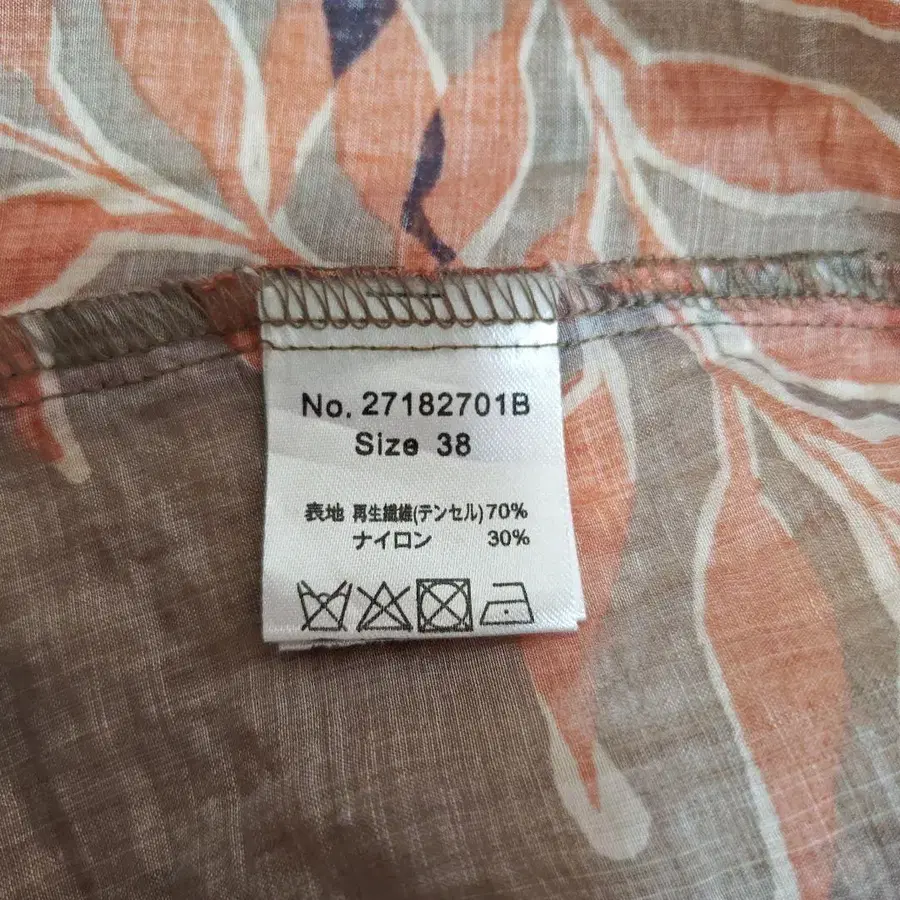 No. 27182701B
Size 38
表地 再生繊維(テンセル)70%
ナイロン 30%